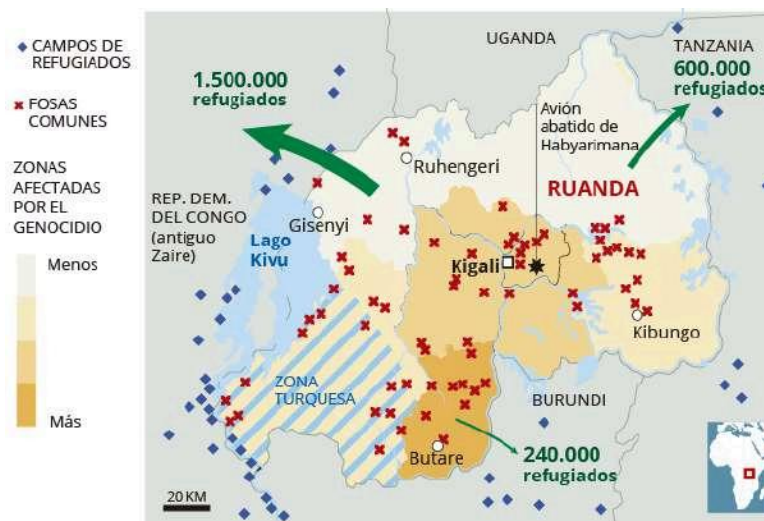 CAMPOS DE
REFUGIADOS
FOSAS
COMUNES
ZONAS
AFECTADAS
POR EL
GENOCIDIO
Menos
Más
UGANDA
TANZANIA
600.000
refugiados
1.500.000
refugiados
Avión
abatido de
Habyarimana
Ruhengeri
RUANDA
REP. DEM.
DEL CONGO
(antiguo
Zaire)
Gisenyi
Lago
Kivu
Kigali
Kibungo
ZONA
TURQUESA
BURUNDI
Butare
240.000
refugiados
20 KM